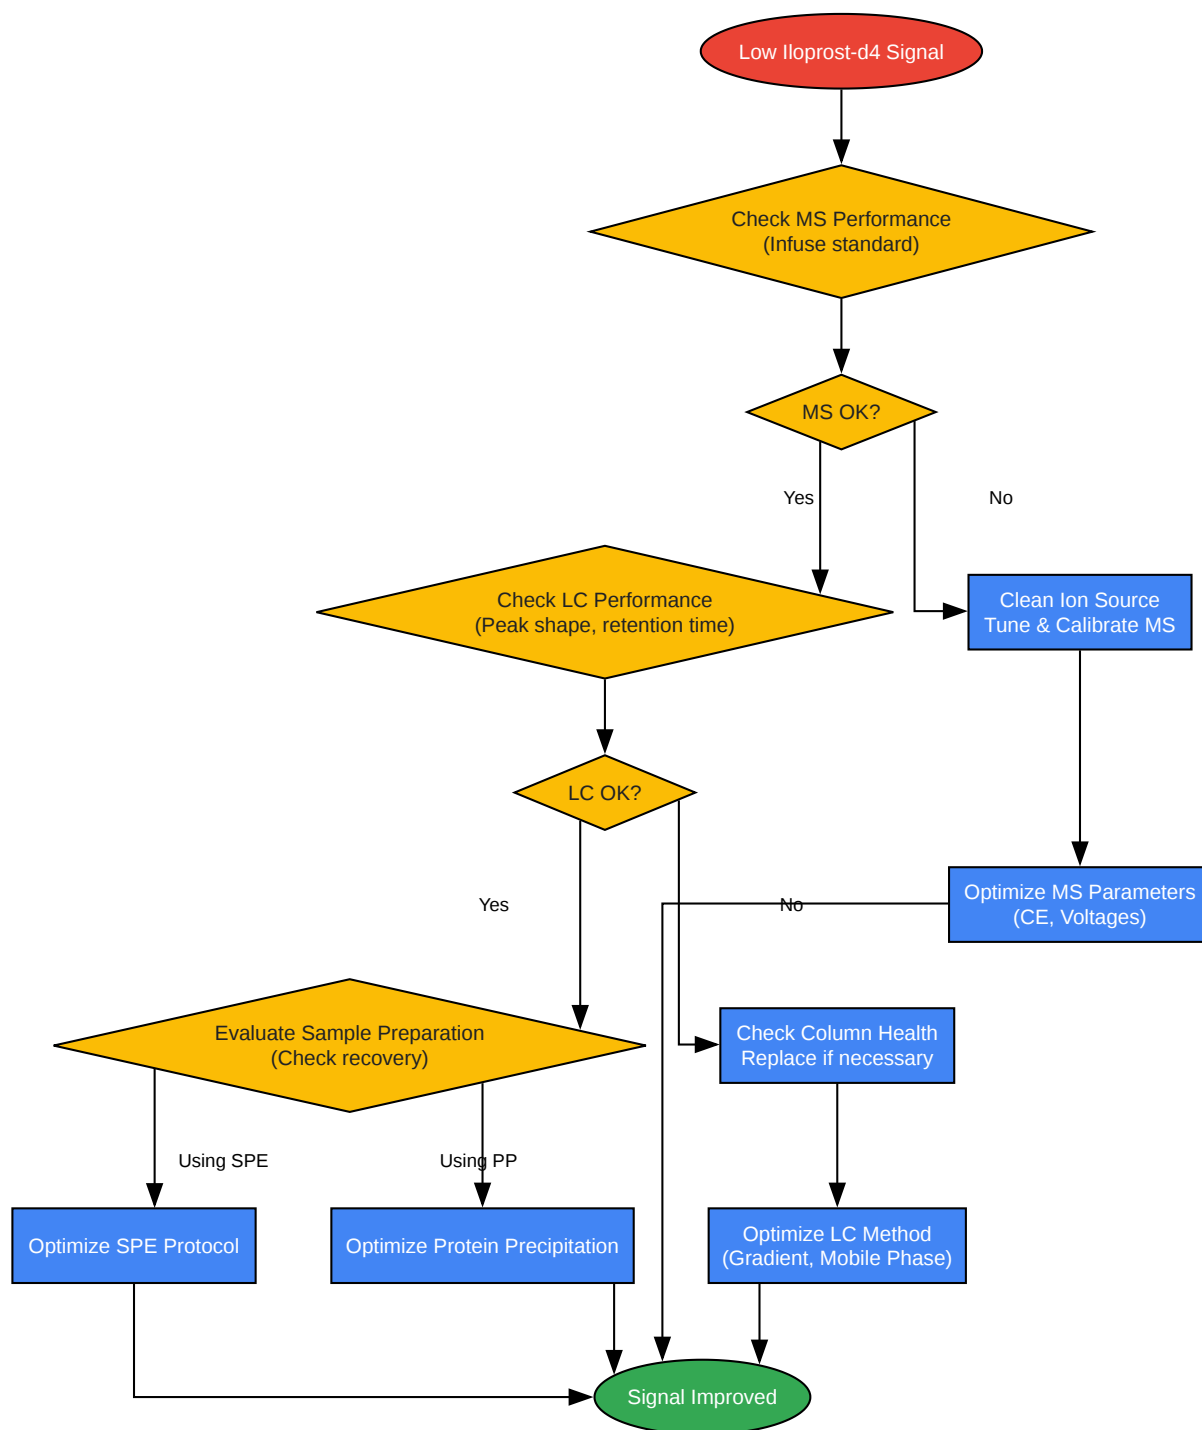 Low Iloprost-d4 Signal
Check MS Performance
(Infuse standard)
MS OK?
Yes
No
Check LC Performance
(Peak shape, retention time)
Clean Ion Source
Tune & Calibrate MS
LC OK?
Yes
No
Optimize MS Parameters
(CE, Voltages)
Evaluate Sample Preparation
(Check recovery)
Check Column Health
Replace if necessary
Using SPE
Using PP
Optimize SPE Protocol
Optimize Protein Precipitation
Optimize LC Method
(Gradient, Mobile Phase)
Signal Improved